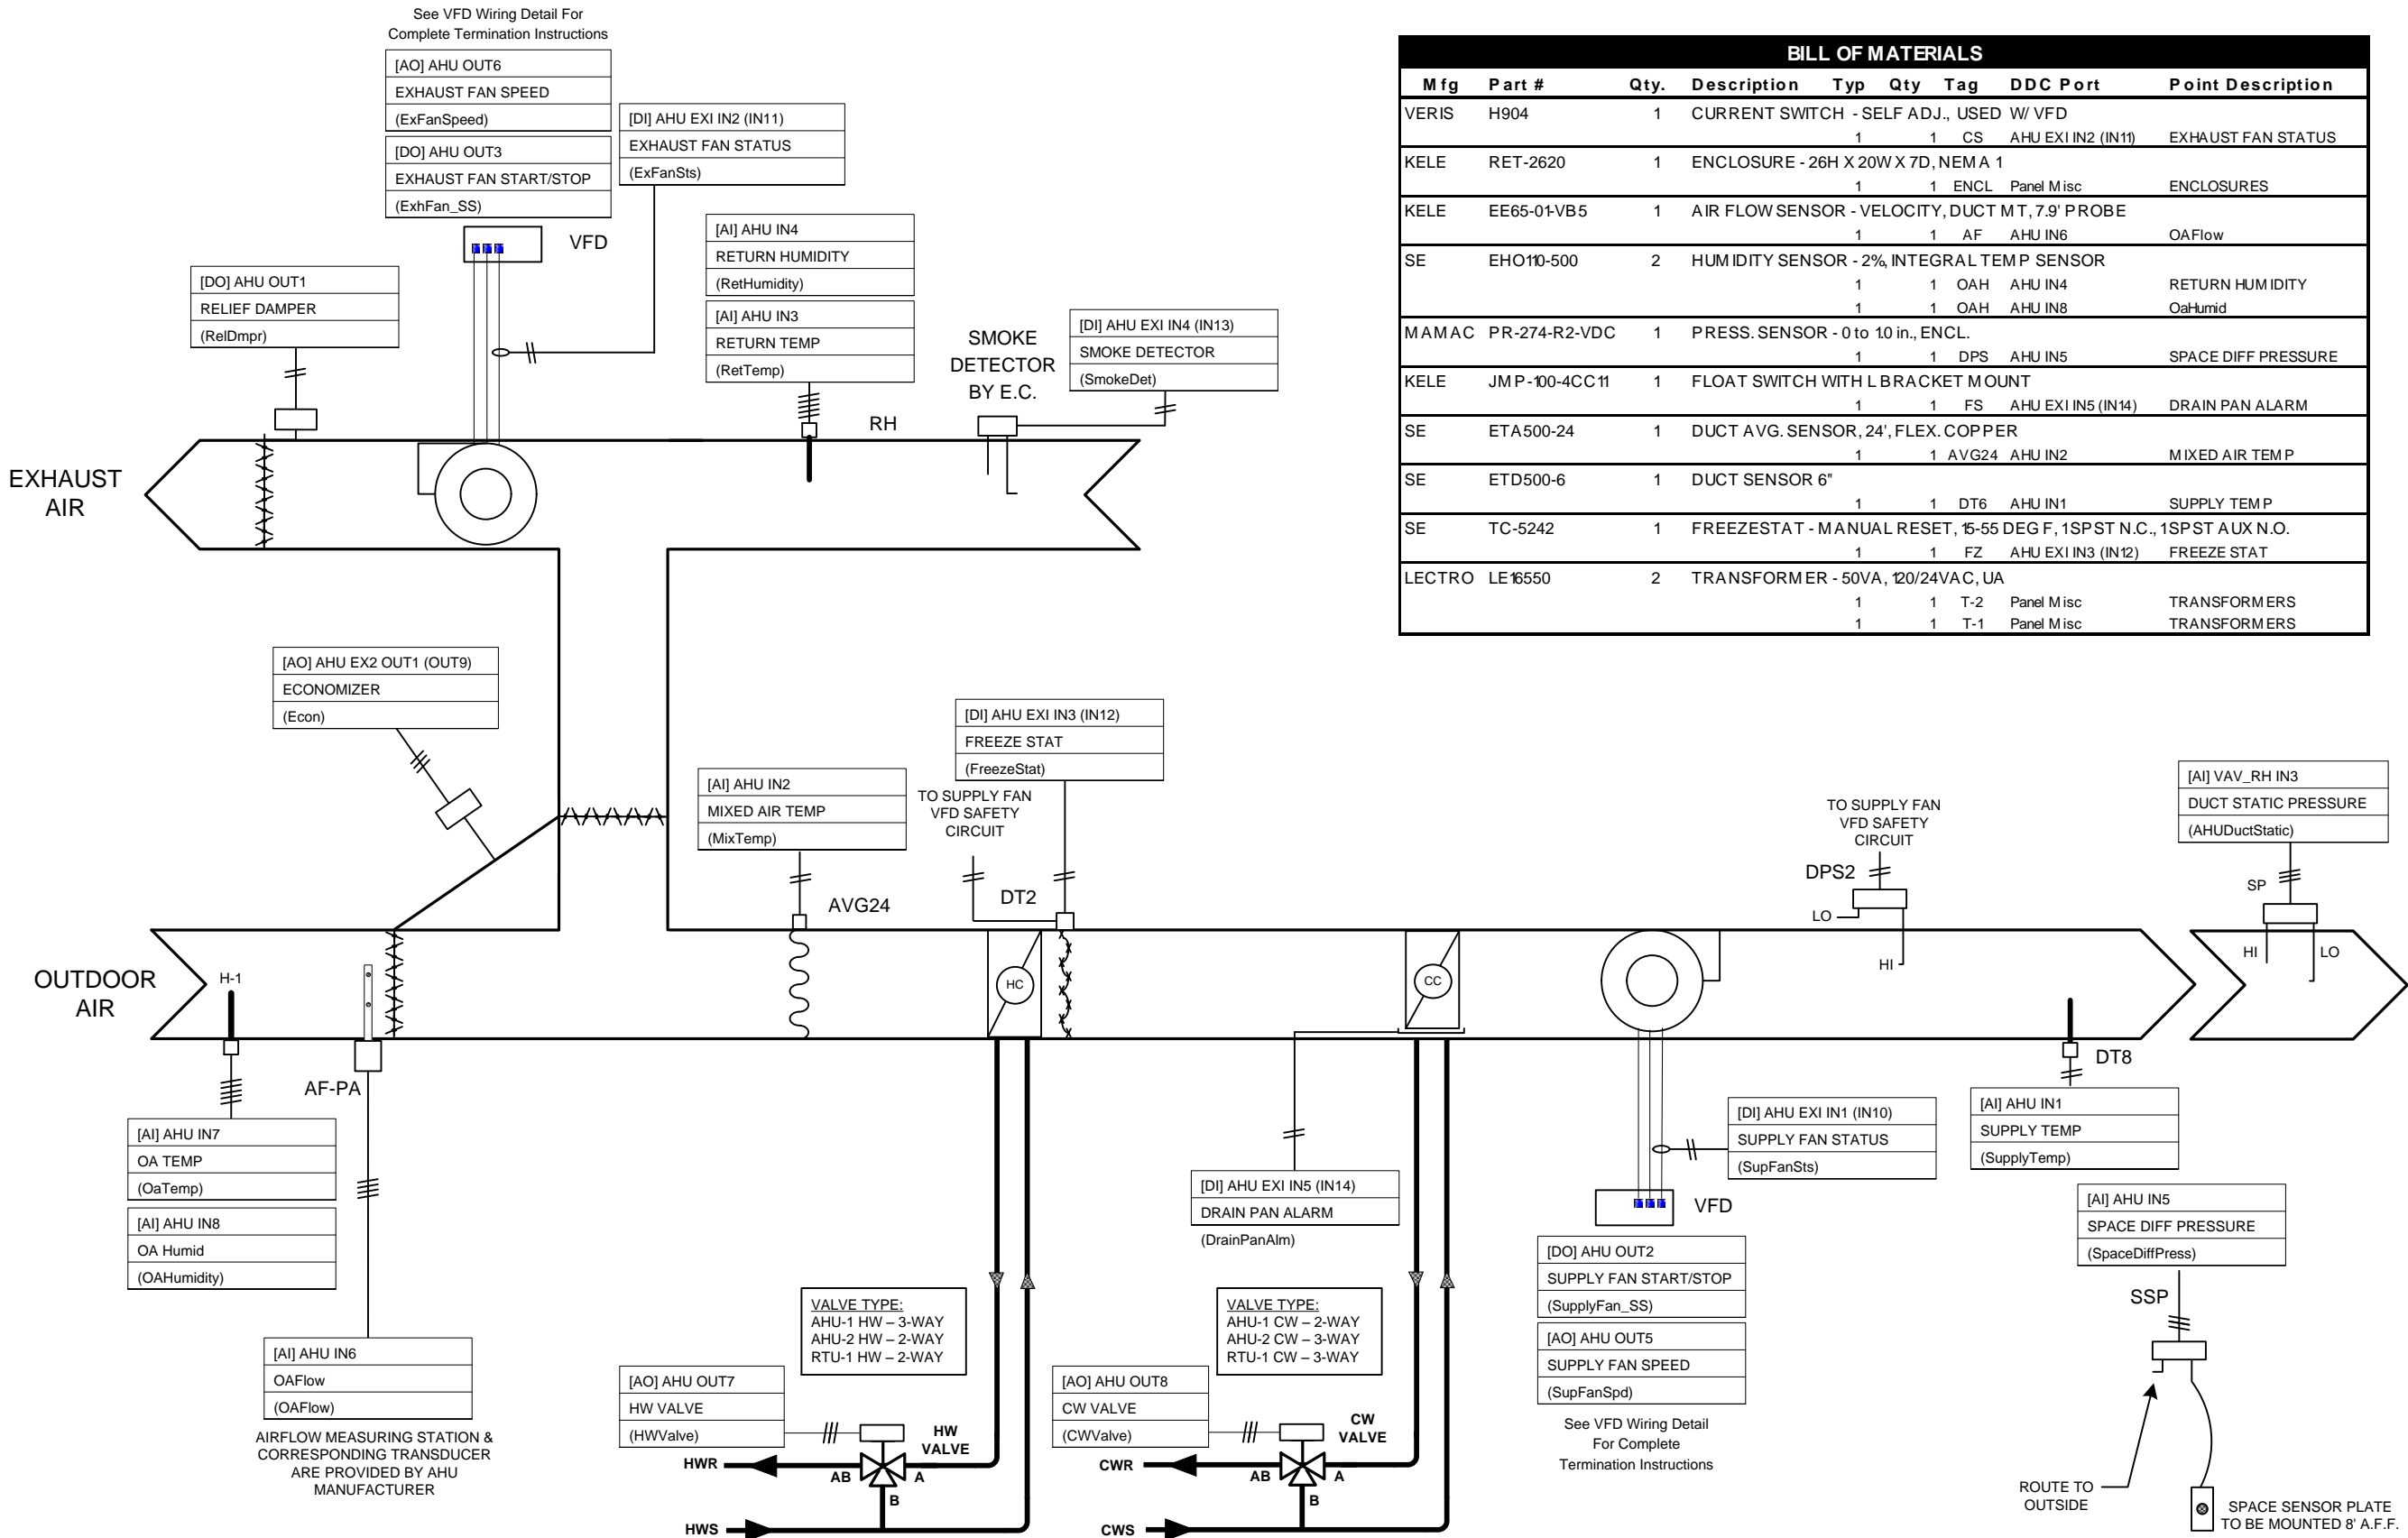 See VFD Wiring Detail For
Complete Termination Instructions
[AO] AHU OUT6
EXHAUST FAN SPEED
(ExFanSpeed)
[DO] AHU OUT3
EXHAUST FAN START/STOP
(ExhFan_SS)
VFD
[DI] AHU EXI IN2 (IN11)
EXHAUST FAN STATUS
(ExFanSts)
[DO] AHU OUT1
RELIEF DAMPER
(RelDmpr)
[AI] AHU IN4
RETURN HUMIDITY
(RetHumidity)
[AI] AHU IN3
RETURN TEMP
(RetTemp)
RH
SMOKE
DETECTOR
BY E.C.
[DI] AHU EXI IN4 (IN13)
SMOKE DETECTOR
(SmokeDet)
EXHAUST
AIR
BILL OF MATERIALS
Mfg Part # Qty. Description Typ Qty Tag DDC Port Point Description
VERIS H904 1 CURRENT SWITCH - SELF ADJ., USED W/ VFD
1 1 CS AHU EXI IN2 (IN11) EXHAUST FAN STATUS
KELE RET-2620 1 ENCLOSURE - 26H X 20W X 7D, NEMA 1
1 1 ENCL Panel Misc ENCLOSURES
KELE EE65-01-VB5 1 AIR FLOW SENSOR - VELOCITY, DUCT MT, 7.9' PROBE
1 1 AF AHU IN6 OAFlow
SE EHO110-500 2 HUMIDITY SENSOR - 2%, INTEGRAL TEMP SENSOR
1 1 OAH AHU IN4 RETURN HUMIDITY
1 1 OAH AHU IN8 OaHumid
MAMAC PR-274-R2-VDC 1 PRESS. SENSOR - 0 to 1.0 in., ENCL.
1 1 DPS AHU IN5 SPACE DIFF PRESSURE
KELE JMP-100-4CC11 1 FLOAT SWITCH WITH L BRACKET MOUNT
1 1 FS AHU EXI IN5 (IN14) DRAIN PAN ALARM
SE ETA500-24 1 DUCT AVG. SENSOR, 24', FLEX. COPPER
1 1 AVG24 AHU IN2 MIXED AIR TEMP
SE ETD500-6 1 DUCT SENSOR 6"
1 1 DT6 AHU IN1 SUPPLY TEMP
SE TC-5242 1 FREEZESTAT - MANUAL RESET, 15-55 DEG F, 1 SPST N.C., 1 SPST AUX N.O.
1 1 FZ AHU EXI IN3 (IN12) FREEZE STAT
LECTRO LE16550 2 TRANSFORMER - 50VA, 120/24VAC, UA
1 1 T-2 Panel Misc TRANSFORMERS
1 1 T-1 Panel Misc TRANSFORMERS
[AO] AHU EX2 OUT1 (OUT9)
ECONOMIZER
(Econ)
[AI] AHU IN2
MIXED AIR TEMP
(MixTemp)
AVG24
[DI] AHU EXI IN3 (IN12)
FREEZE STAT
(FreezeStat)
TO SUPPLY FAN
VFD SAFETY
CIRCUIT
DT2
TO SUPPLY FAN
VFD SAFETY
CIRCUIT
DPS2
LO
HI
[AI] VAV_RH IN3
DUCT STATIC PRESSURE
(AHUDuctStatic)
SP
HI
LO
OUTDOOR
AIR
H-1
HC
CC
AF-PA
DT8
[AI] AHU IN7
OA TEMP
(OaTemp)
[AI] AHU IN8
OA Humid
(OAHumidity)
[AI] AHU IN6
OAFlow
(OAFlow)
AIRFLOW MEASURING STATION &
CORRESPONDING TRANSDUCER
ARE PROVIDED BY AHU
MANUFACTURER
VALVE TYPE:
AHU-1 HW – 3-WAY
AHU-2 HW – 2-WAY
RTU-1 HW – 2-WAY
[AO] AHU OUT7
HW VALVE
(HWValve)
HW
VALVE
HWR
AB
A
B
HWS
[DI] AHU EXI IN5 (IN14)
DRAIN PAN ALARM
(DrainPanAlm)
VALVE TYPE:
AHU-1 CW – 2-WAY
AHU-2 CW – 3-WAY
RTU-1 CW – 3-WAY
[AO] AHU OUT8
CW VALVE
(CWValve)
CW
VALVE
CWR
AB
A
B
CWS
[DI] AHU EXI IN1 (IN10)
SUPPLY FAN STATUS
(SupFanSts)
VFD
[DO] AHU OUT2
SUPPLY FAN START/STOP
(SupplyFan_SS)
[AO] AHU OUT5
SUPPLY FAN SPEED
(SupFanSpd)
See VFD Wiring Detail
For Complete
Termination Instructions
[AI] AHU IN1
SUPPLY TEMP
(SupplyTemp)
[AI] AHU IN5
SPACE DIFF PRESSURE
(SpaceDiffPress)
SSP
ROUTE TO
OUTSIDE
SPACE SENSOR PLATE
TO BE MOUNTED 8' A.F.F.